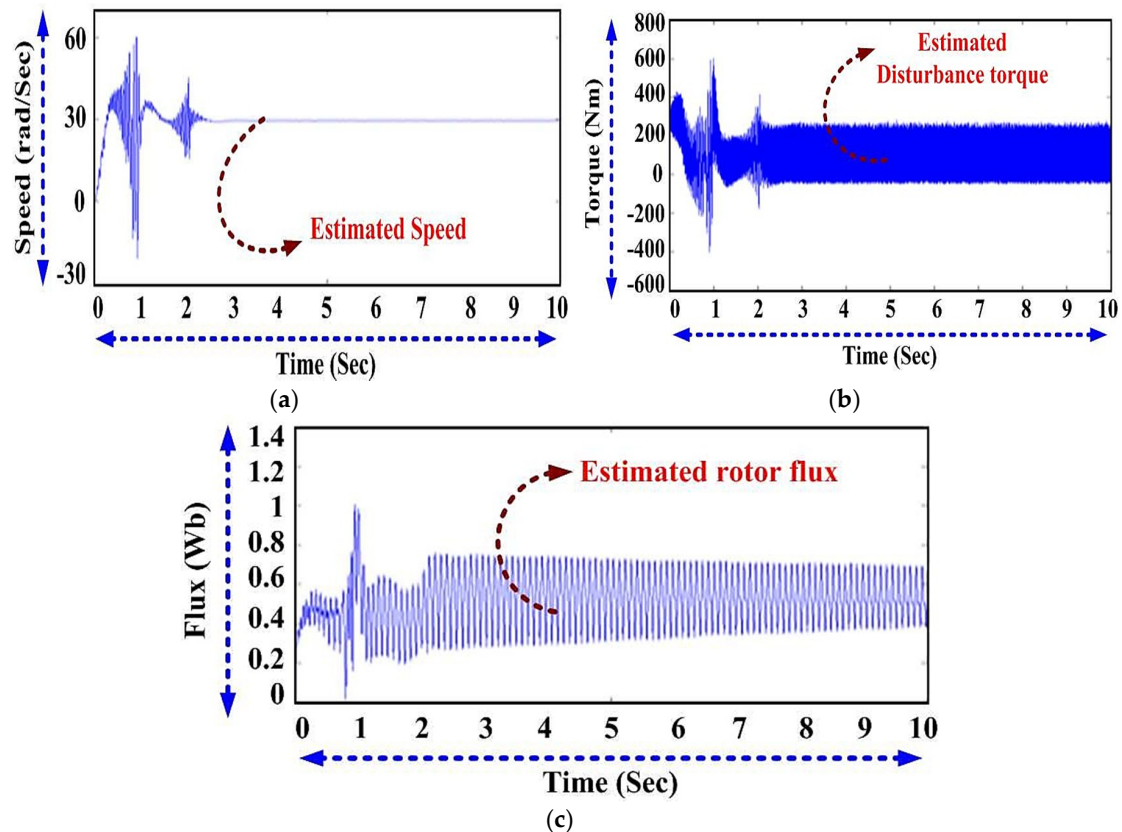 60
30
0
-30
Speed (rad/Sec)
Estimated Speed
0 1 2 3 4 5 6 7 8 9 10
Time (Sec)
(a)
800
600
400
200
0
-200
-400
-600
Torque (Nm)
Estimated
Disturbance torque
0 1 2 3 4 5 6 7 8 9 10
Time (Sec)
(b)
1.4
1.2
1
0.8
0.6
0.4
0.2
0
Flux (Wb)
Estimated rotor flux
0 1 2 3 4 5 6 7 8 9 10
Time (Sec)
(c)